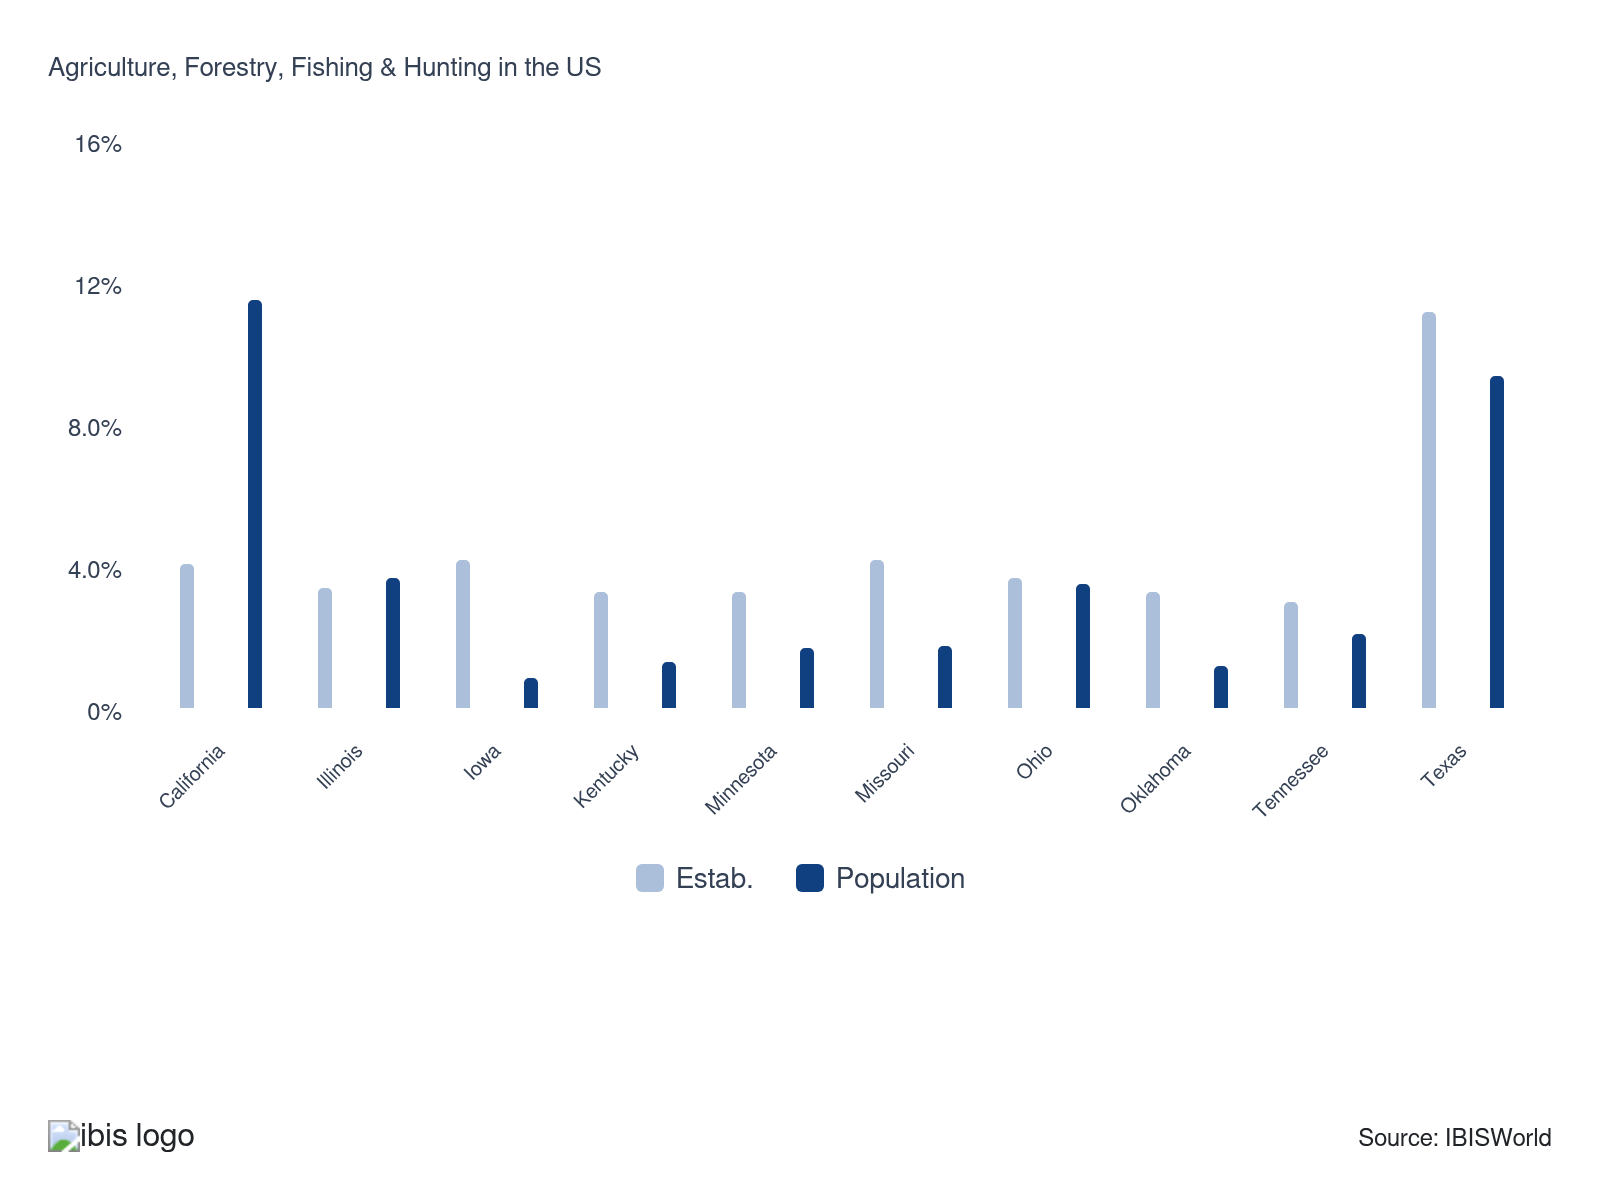 Agriculture, Forestry, Fishing & Hunting in the US
16%
12%
8.0%
4.0%
0%
California
Illinois
Iowa
Kentucky
Minnesota
Missouri
Ohio
Oklahoma
Tennessee
Texas
Estab.
Population
ibis logo
Source: IBISWorld